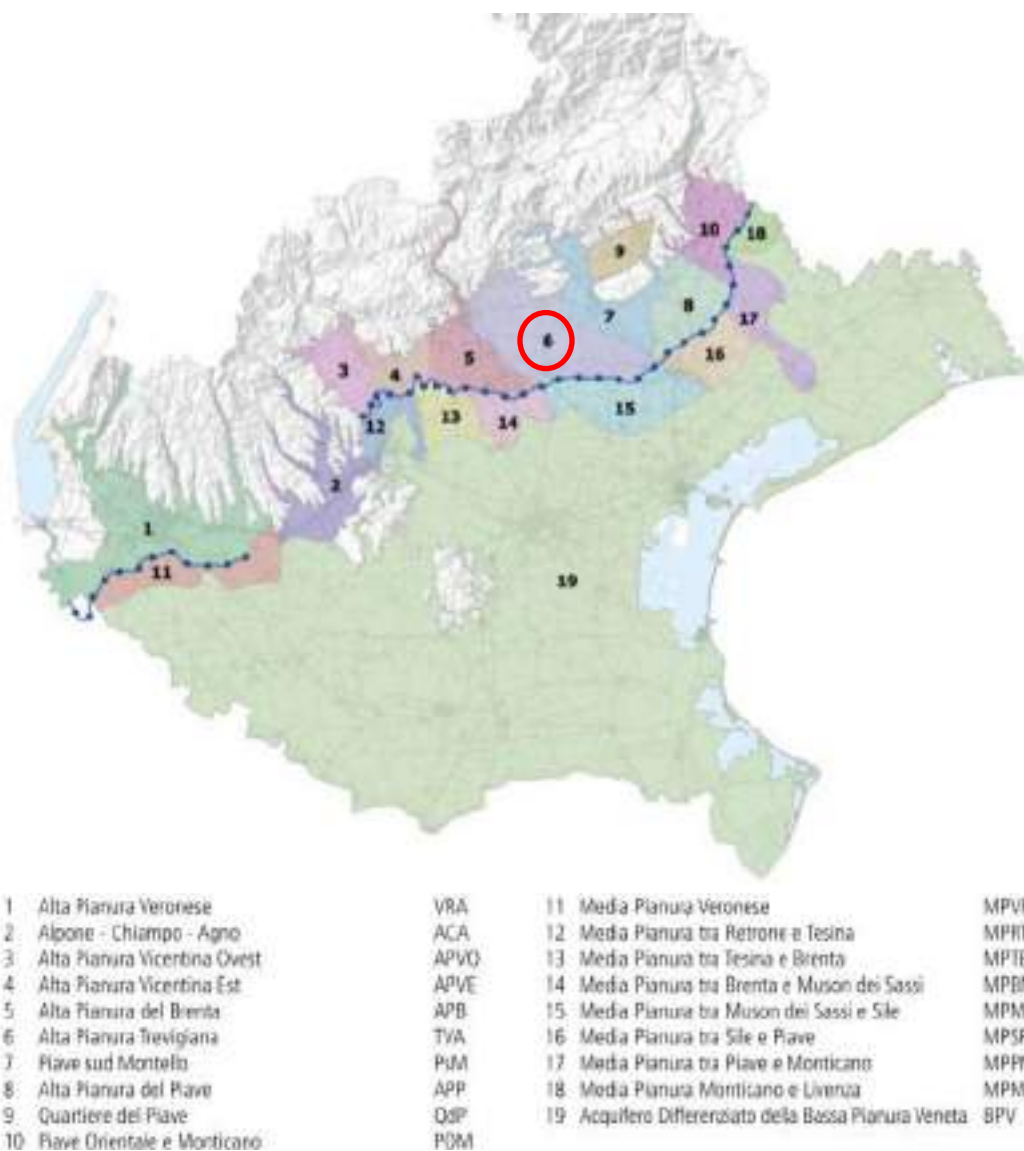 10
18
9
8
7
17
6
5
16
3
4
15
13
14
12
2
1
11
19
1 Alta Pianura Veronese VRA
2 Alpone - Chiampo - Agno ACA
3 Alta Pianura Vicentina Ovest APVO
4 Alta Pianura Vicentina Est APVE
5 Alta Pianura del Brenta APB
6 Alta Pianura Trevigiana TVA
7 Piave sud Montello PsM
8 Alta Pianura del Piave APP
9 Quartiere del Piave QdP
10 Piave Orientale e Monticano POM
11 Media Pianura Veronese
12 Media Pianura tra Retrone e Tesina
13 Media Pianura tra Tesina e Brenta
14 Media Pianura tra Brenta e Muson dei Sassi
15 Media Pianura tra Muson dei Sassi e Sile
16 Media Pianura tra Sile e Piave
17 Media Pianura tra Piave e Monticano
18 Media Pianura Monticano e Livenza
19 Acquifero Differenziato della Bassa Pianura Veneta BPV